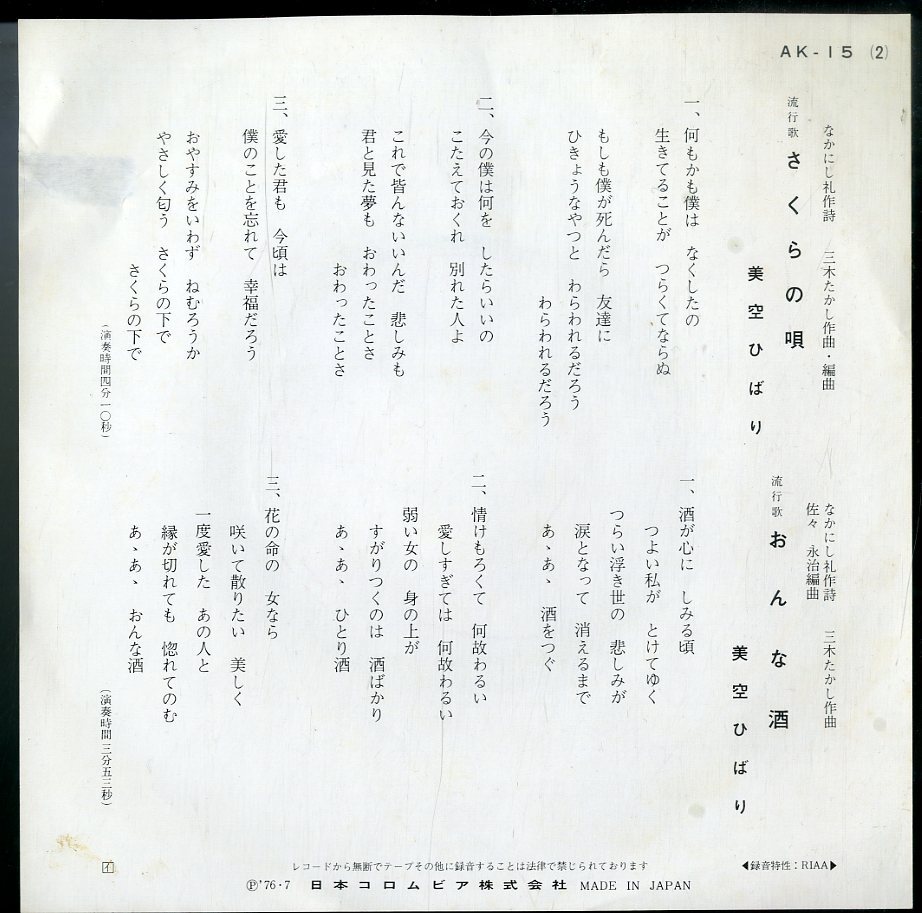 AK-15 (2)
なかにし礼作詩 三木たかし作曲・編曲
流行歌 さくらの唄
美空ひばり
一、何もかも僕は なくしたの
生きてることが つらくてならぬ
もしも僕が死んだら 友達に
ひきょうなやつと わらわれるだろう
わらわれるだろう
二、今の僕は何を したらいいの
こたえておくれ 別れた人よ
これで皆んないいんだ 悲しみも
君と見た夢も おわったことさ
おわったことさ
三、愛した君も 今頃は
僕のことを忘れて 幸福だろう
おやすみをいわず ねむろうか
やさしく匂う さくらの下で
さくらの下で
(演奏時間四分一〇秒)
なかにし礼作詩 三木たかし作曲
佐々 永治編曲
流行歌 おんな酒
美空ひばり
一、酒が心に しみる頃
つよい私が とけてゆく
つらい浮き世の 悲しみが
涙となって 消えるまで
あゝあゝ 酒をつぐ
二、情けもろくて 何故わるい
愛しすぎては 何故わるい
弱い女の 身の上が
すがりつくのは 酒ばかり
あゝあゝ ひとり酒
三、花の命の 女なら
咲いて散りたい 美しく
一度愛した あの人と
縁が切れても 惚れてのむ
あゝあゝ おんな酒
(演奏時間三分五三秒)
レコードから無断でテープその他に録音することは法律で禁じられております
◀録音特性:RIAA▶
Ⓟ'76・7 日本コロムビア株式会社 MADE IN JAPAN